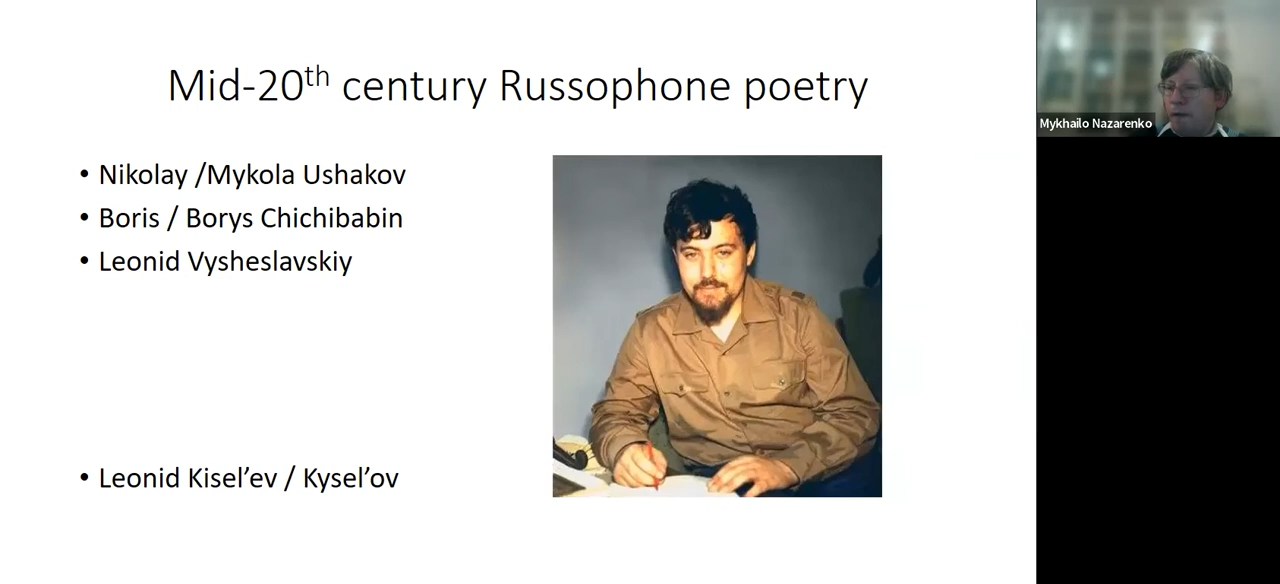 Mid-20th century Russophone poetry
• Nikolay /Mykola Ushakov
• Boris / Borys Chichibabin
• Leonid Vysheslavskiy
• Leonid Kisel’ev / Kysel’ov
Mykhailo Nazarenko